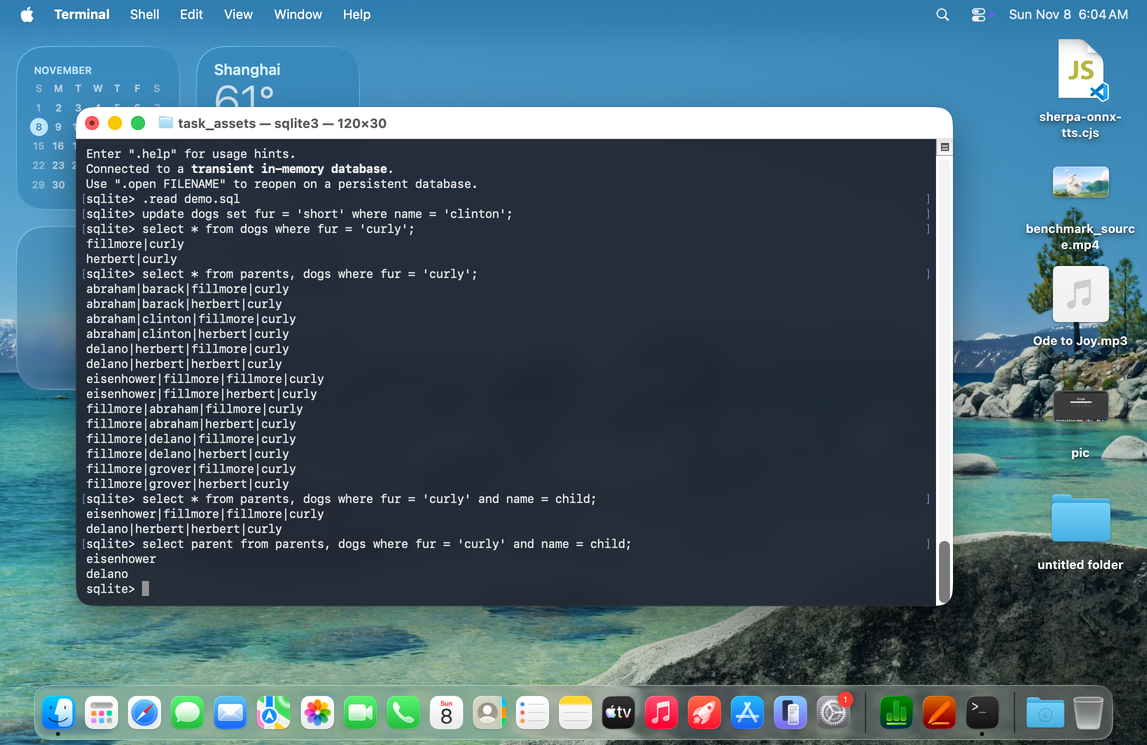 Terminal Shell Edit View Window Help
Sun Nov 8 6:04 AM
NOVEMBER
S M T W T F S
1 2 3 4 5 6 7
8 9
15 16
22 23
29 30
Shanghai
61°
task_assets — sqlite3 — 120×30
Enter ".help" for usage hints.
Connected to a transient in-memory database.
Use ".open FILENAME" to reopen on a persistent database.
[sqlite> .read demo.sql ]
[sqlite> update dogs set fur = 'short' where name = 'clinton'; ]
[sqlite> select * from dogs where fur = 'curly'; ]
fillmore|curly
herbert|curly
[sqlite> select * from parents, dogs where fur = 'curly'; ]
abraham|barack|fillmore|curly
abraham|barack|herbert|curly
abraham|clinton|fillmore|curly
abraham|clinton|herbert|curly
delano|herbert|fillmore|curly
delano|herbert|herbert|curly
eisenhower|fillmore|fillmore|curly
eisenhower|fillmore|herbert|curly
fillmore|abraham|fillmore|curly
fillmore|abraham|herbert|curly
fillmore|delano|fillmore|curly
fillmore|delano|herbert|curly
fillmore|grover|fillmore|curly
fillmore|grover|herbert|curly
[sqlite> select * from parents, dogs where fur = 'curly' and name = child; ]
eisenhower|fillmore|fillmore|curly
delano|herbert|herbert|curly
[sqlite> select parent from parents, dogs where fur = 'curly' and name = child; ]
eisenhower
delano
sqlite>
JS
sherpa-onnx-
tts.cjs
benchmark_sourc
e.mp4
Ode to Joy.mp3
pic
untitled folder
Sun
8
tv
1
>_